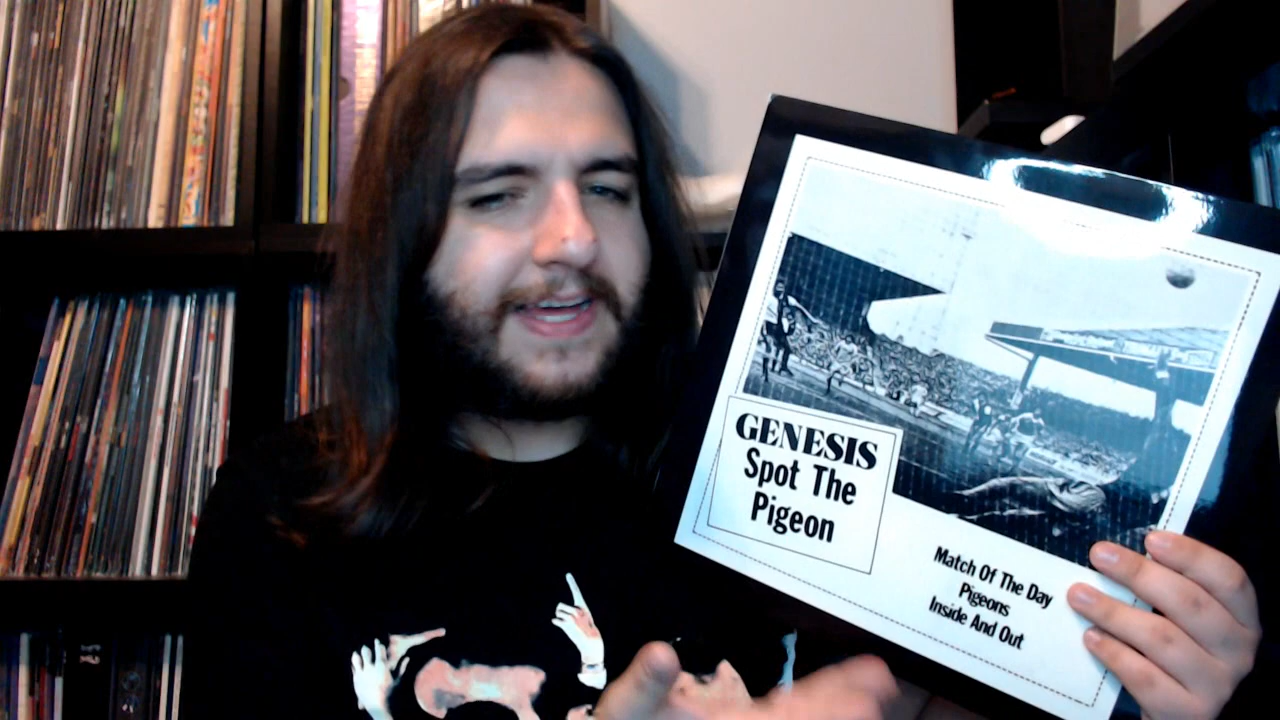 GENESIS
Spot The
Pigeon
Match Of The Day
Pigeons
Inside And Out